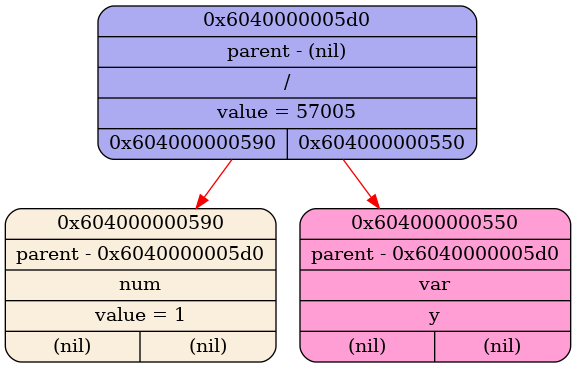 0x6040000005d0
parent - (nil)
/
value = 57005
0x604000000590 0x604000000550
0x604000000590
parent - 0x6040000005d0
num
value = 1
(nil) (nil)
0x604000000550
parent - 0x6040000005d0
var
y
(nil) (nil)